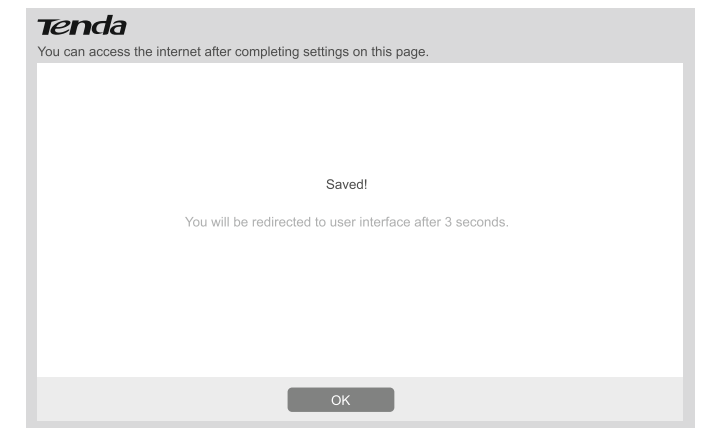 Tenda
You can access the internet after completing settings on this page.
Saved!
You will be redirected to user interface after 3 seconds.
OK